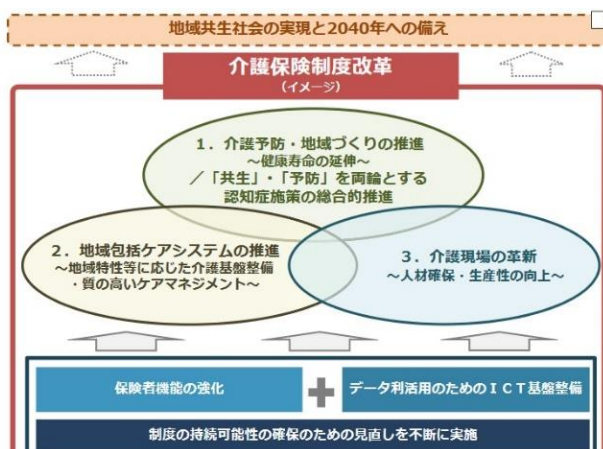 地域共生社会の実現と2040年への備え
介護保険制度改革
（イメージ）
１．介護予防・地域づくりの推進
～健康寿命の延伸～
／「共生」・「予防」を両輪とする
認知症施策の総合的推進
２．地域包括ケアシステムの推進
～地域特性等に応じた介護基盤整備
・質の高いケアマネジメント～
３．介護現場の革新
～人材確保・生産性の向上～
保険者機能の強化
データ利活用のためのＩＣＴ基盤整備
制度の持続可能性の確保のための見直しを不断に実施